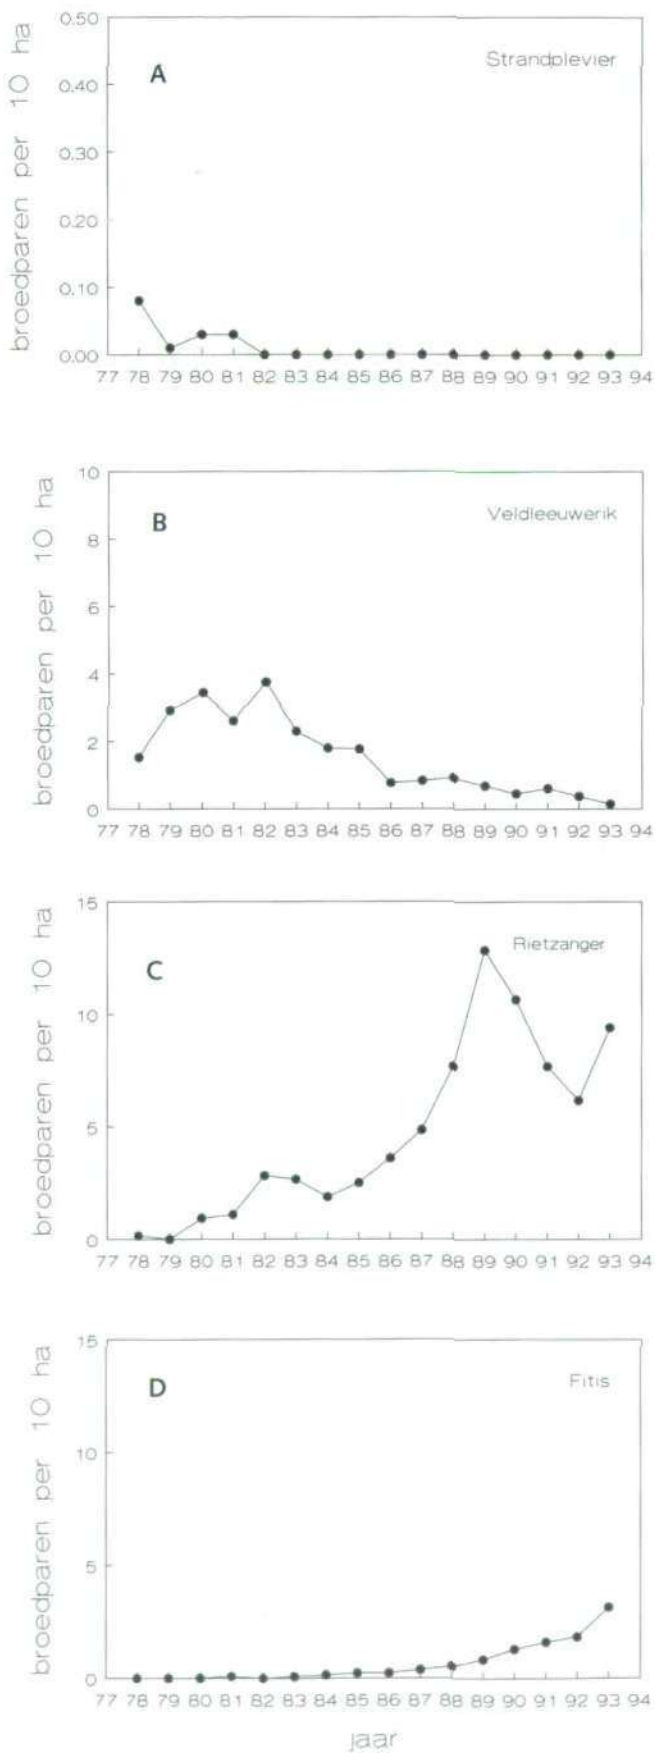 broedparen per 10 ha
A
Strandplevier
0.50
0.40
0.30
0.20
0.10
0.00
77 78 79 80 81 82 83 84 85 86 87 88 89 90 91 92 93 94
broedparen per 10 ha
B
Veldleeuwerik
10
8
6
4
2
0
77 78 79 80 81 82 83 84 85 86 87 88 89 90 91 92 93 94
broedparen per 10 ha
C
Rietzanger
15
10
5
0
77 78 79 80 81 82 83 84 85 86 87 88 89 90 91 92 93 94
broedparen per 10 ha
D
Fitis
15
10
5
0
77 78 79 80 81 82 83 84 85 86 87 88 89 90 91 92 93 94
jaar